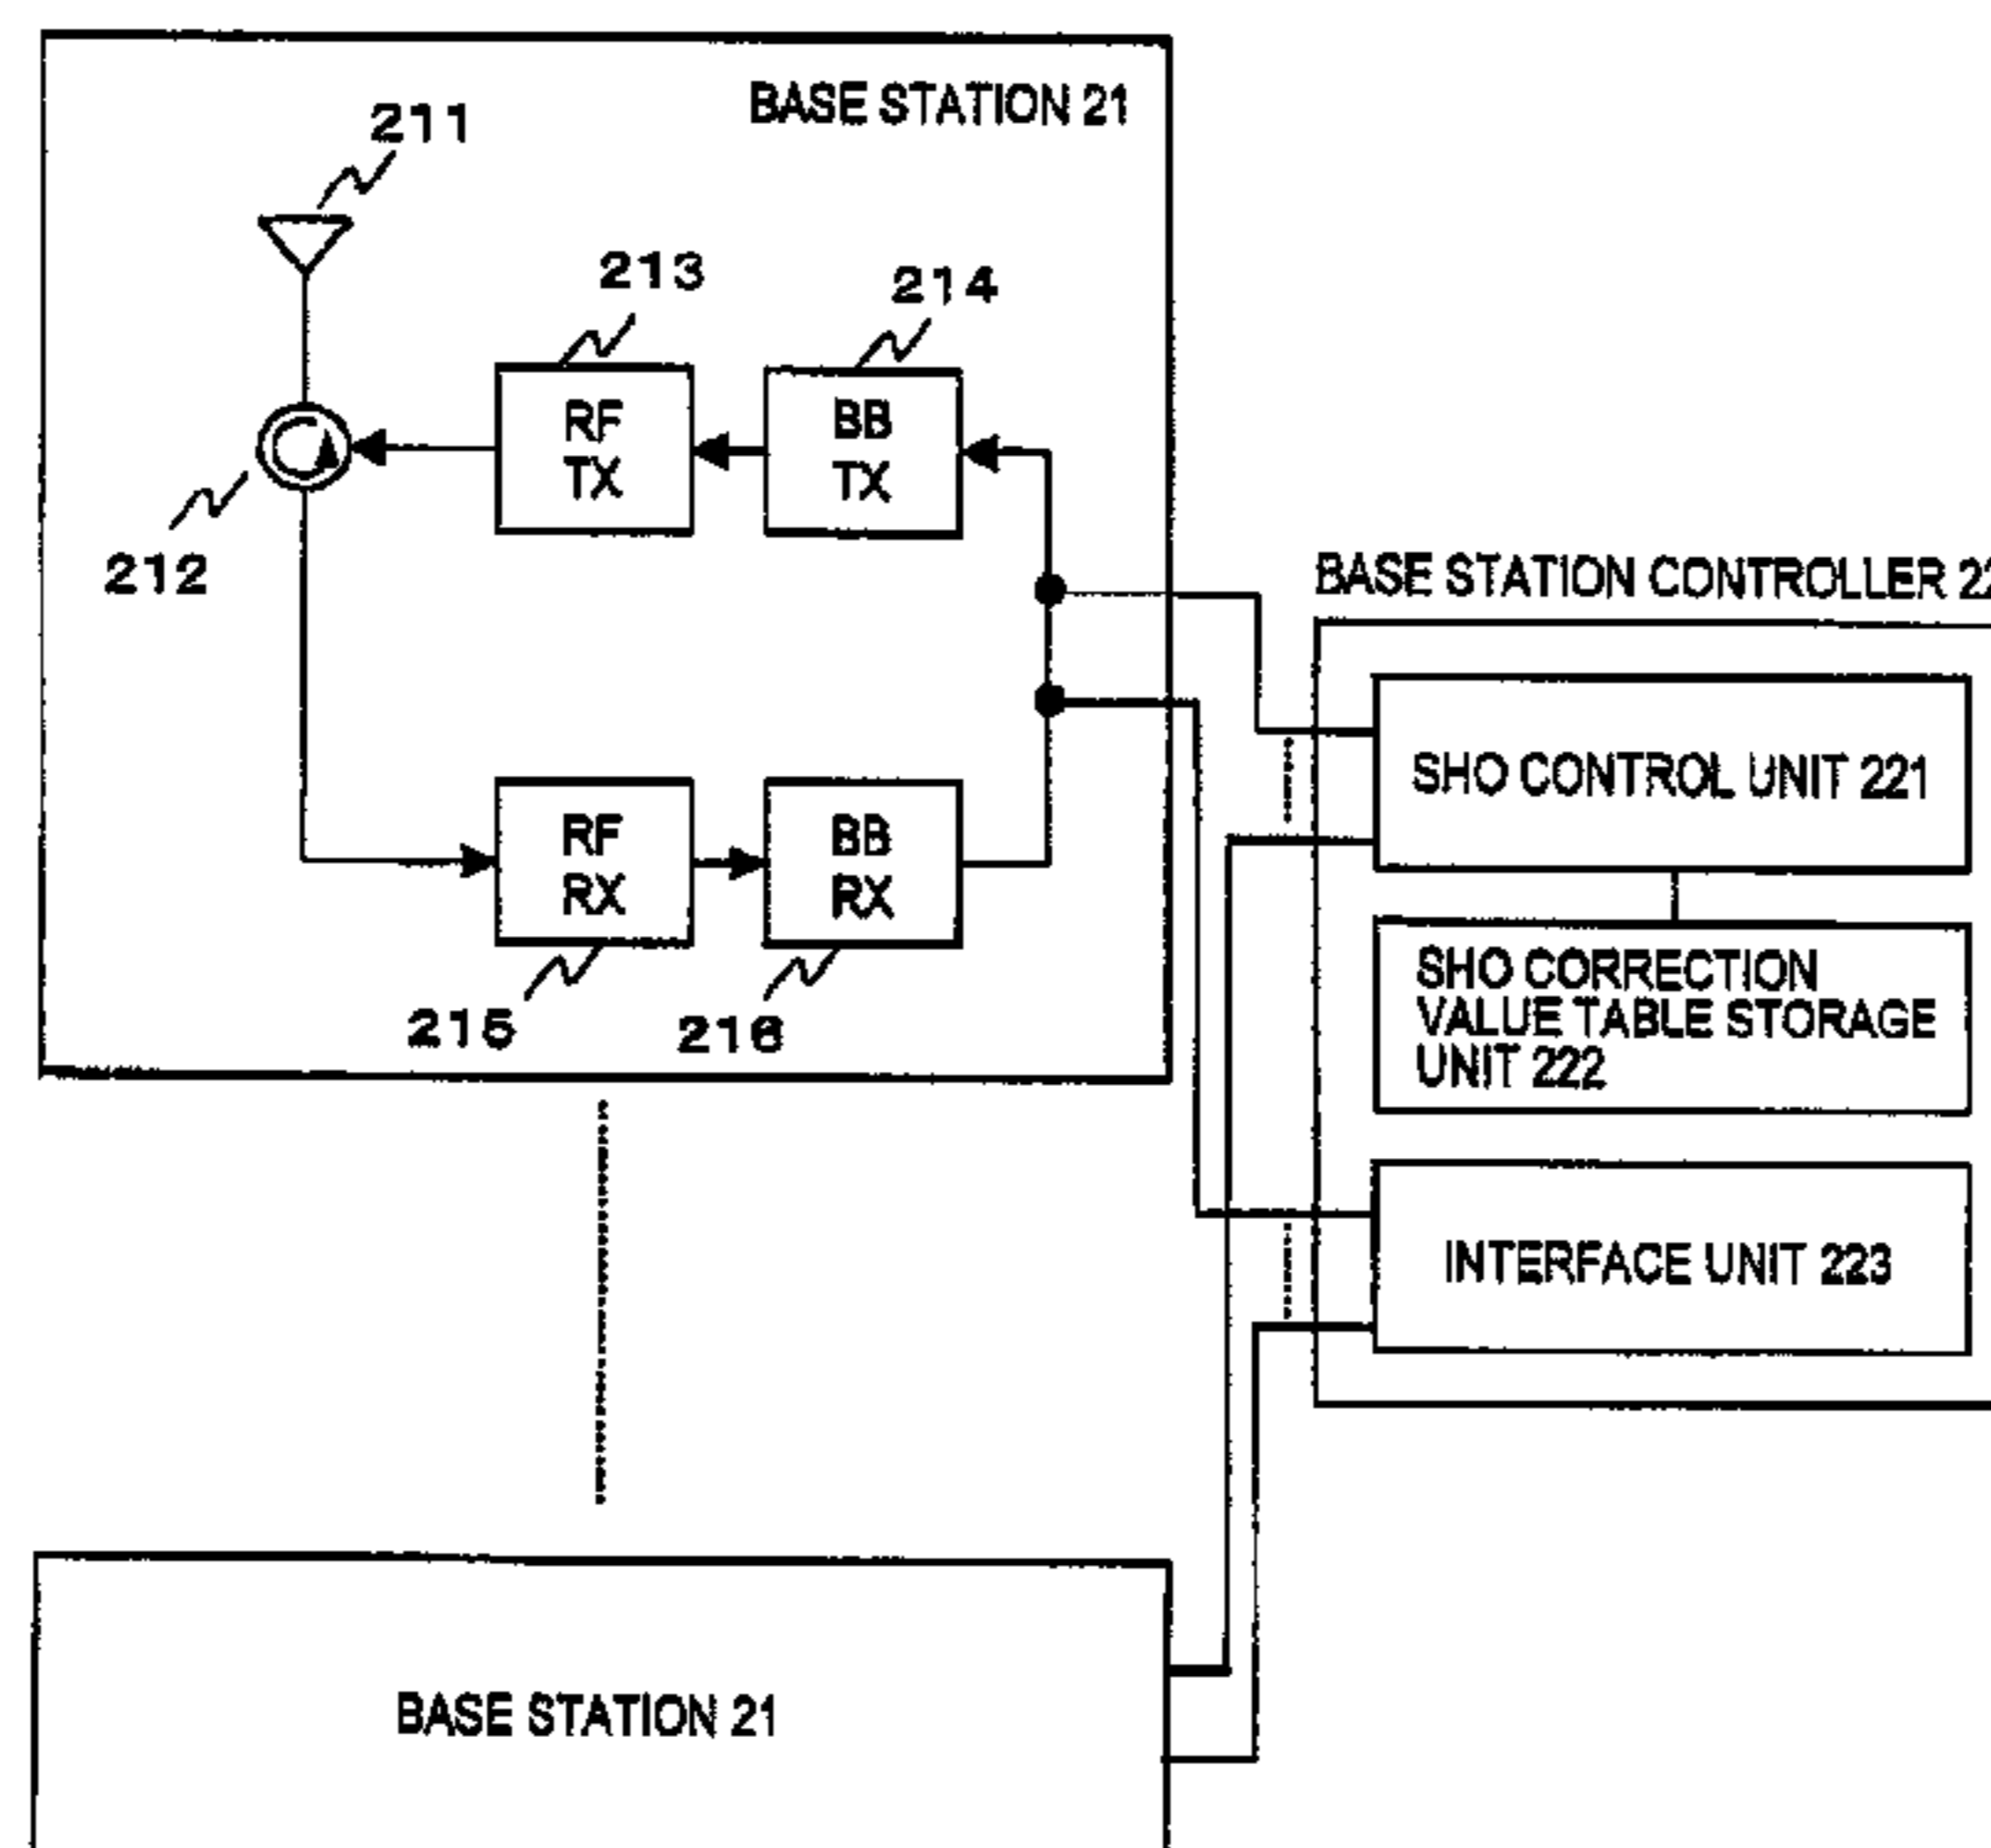 BASE STATION 21
211
213
214
RF
TX
BB
TX
212
BASE STATION CONTROLLER 22
SHO CONTROL UNIT 221
RF
RX
BB
RX
SHO CORRECTION
VALUE TABLE STORAGE
UNIT 222
215
216
INTERFACE UNIT 223
BASE STATION 21